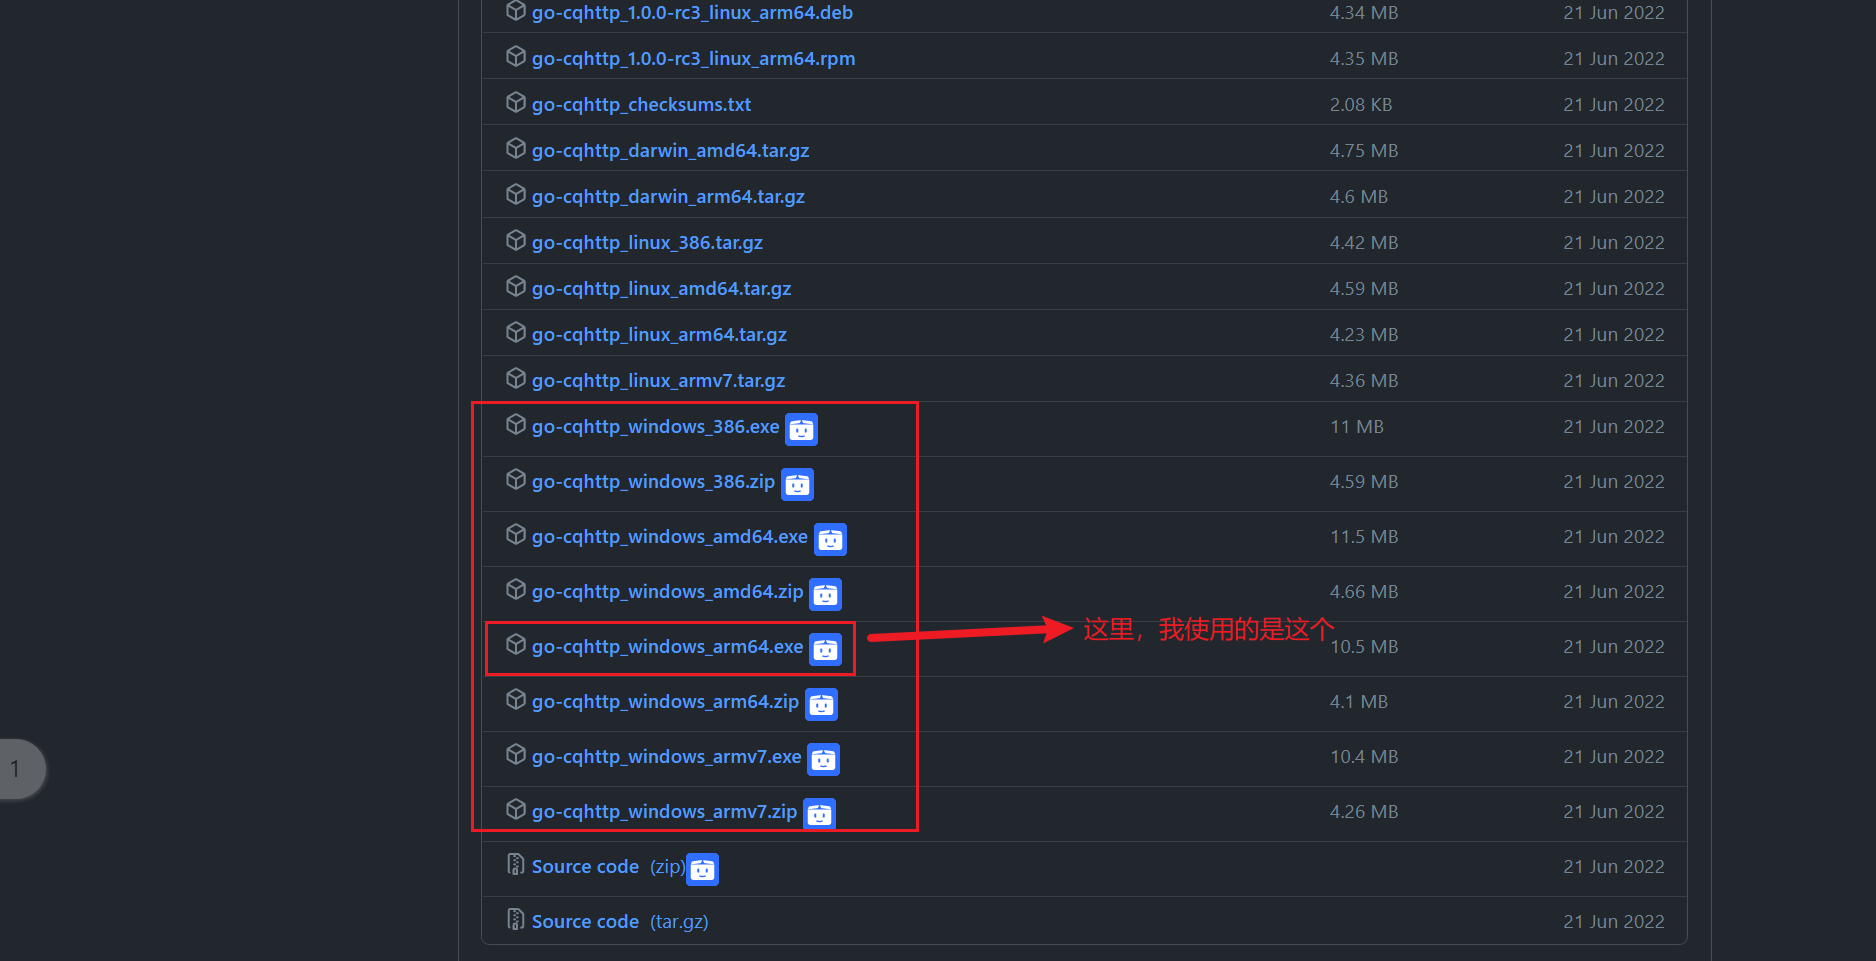 go-cqhttp_1.0.0-rc3_linux_arm64.deb 4.34 MB 21 Jun 2022
go-cqhttp_1.0.0-rc3_linux_arm64.rpm 4.35 MB 21 Jun 2022
go-cqhttp_checksums.txt 2.08 KB 21 Jun 2022
go-cqhttp_darwin_amd64.tar.gz 4.75 MB 21 Jun 2022
go-cqhttp_darwin_arm64.tar.gz 4.6 MB 21 Jun 2022
go-cqhttp_linux_386.tar.gz 4.42 MB 21 Jun 2022
go-cqhttp_linux_amd64.tar.gz 4.59 MB 21 Jun 2022
go-cqhttp_linux_arm64.tar.gz 4.23 MB 21 Jun 2022
go-cqhttp_linux_armv7.tar.gz 4.36 MB 21 Jun 2022
go-cqhttp_windows_386.exe 11 MB 21 Jun 2022
go-cqhttp_windows_386.zip 4.59 MB 21 Jun 2022
go-cqhttp_windows_amd64.exe 11.5 MB 21 Jun 2022
go-cqhttp_windows_amd64.zip 4.66 MB 21 Jun 2022
这里，我使用的是这个
go-cqhttp_windows_arm64.exe 10.5 MB 21 Jun 2022
go-cqhttp_windows_arm64.zip 4.1 MB 21 Jun 2022
go-cqhttp_windows_armv7.exe 10.4 MB 21 Jun 2022
1
go-cqhttp_windows_armv7.zip 4.26 MB 21 Jun 2022
Source code (zip) 21 Jun 2022
Source code (tar.gz) 21 Jun 2022